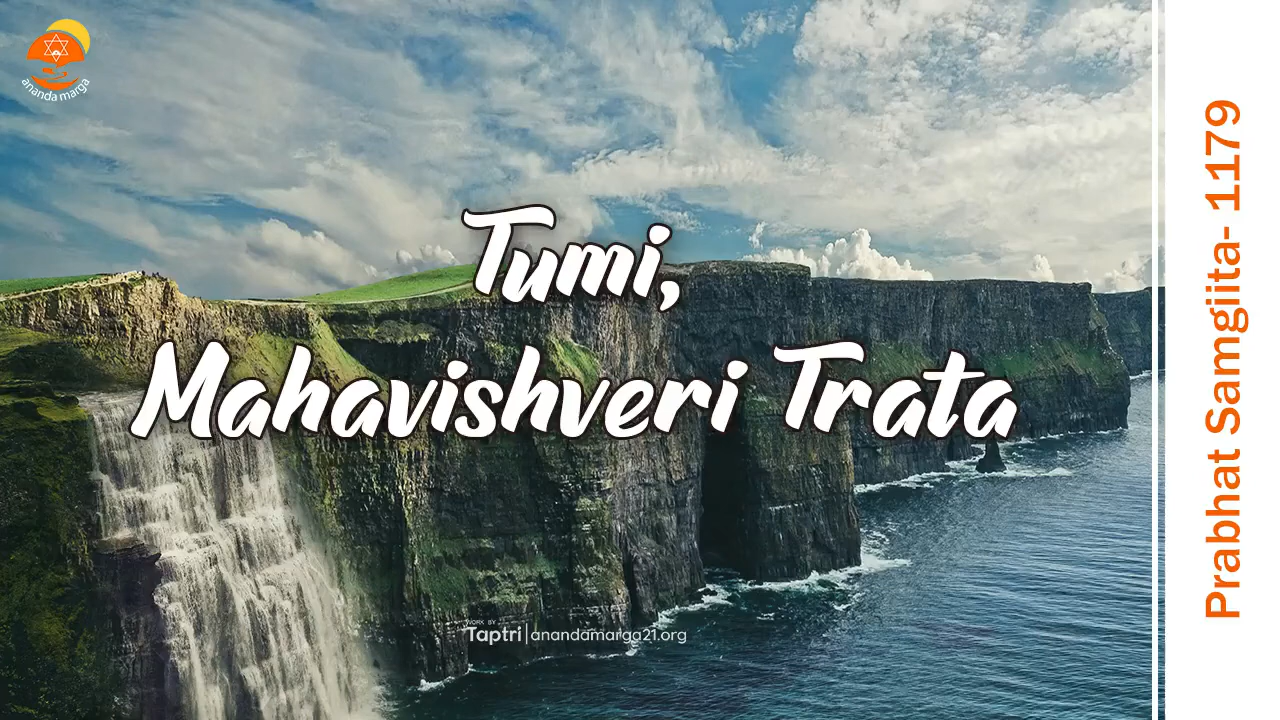 ananda marga
Tumi,
Mahavishveri Trata
WORK BY
Taptri | anandamarga21.org
Prabhat Samgiita- 1179